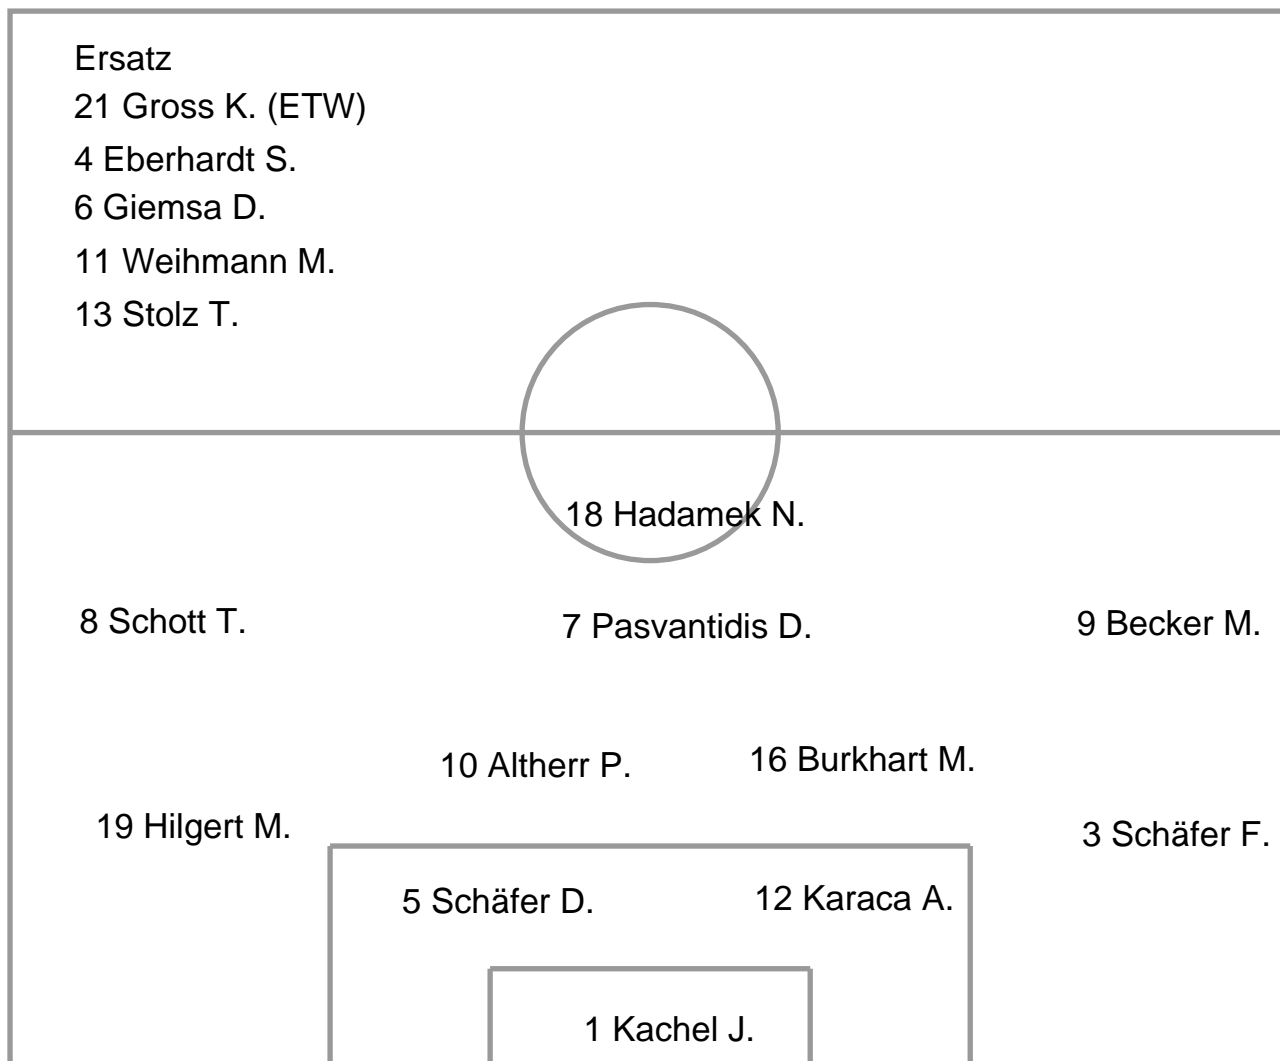 Ersatz
21 Gross K. (ETW)
4 Eberhardt S.
6 Giemsa D.
11 Weihmann M.
13 Stolz T.
18 Hadamek N.
8 Schott T.
7 Pasvantidis D.
9 Becker M.
10 Altherr P.
16 Burkhart M.
19 Hilgert M.
3 Schäfer F.
5 Schäfer D.
12 Karaca A.
1 Kachel J.